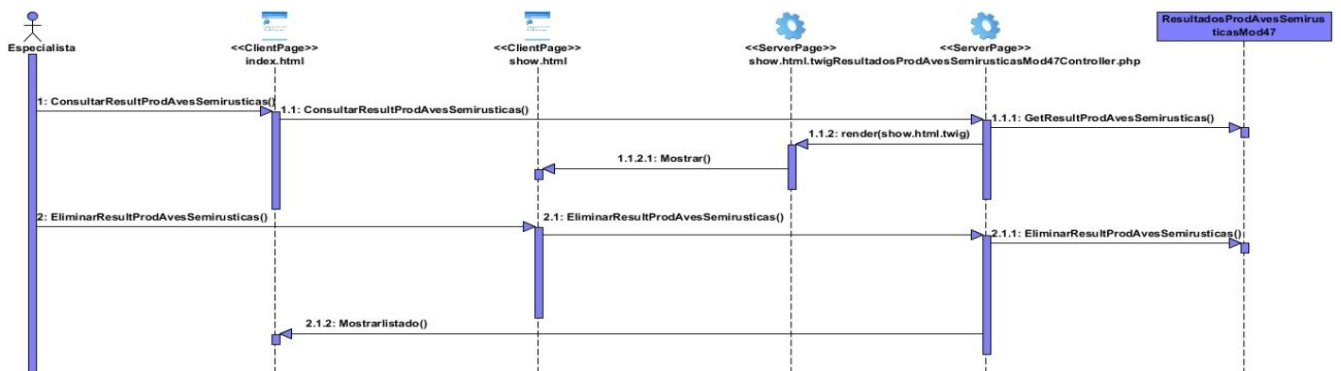 ResultadosProdAvesSemirus
ticasMod47
Especialista
<<ClientPage>>
index.html
<<ClientPage>>
show.html
<<ServerPage>>
show.html.twig
<<ServerPage>>
ResultadosProdAvesSemirusticasMod47Controller.php
1: ConsultarResultProdAvesSemirusticas()
1.1: ConsultarResultProdAvesSemirusticas()
1.1.1: GetResultProdAvesSemirusticas()
1.1.2: render(show.html.twig)
1.1.2.1: Mostrar()
2: EliminarResultProdAvesSemirusticas()
2.1: EliminarResultProdAvesSemirusticas()
2.1.1: EliminarResultProdAvesSemirusticas()
2.1.2: Mostrarlistado()